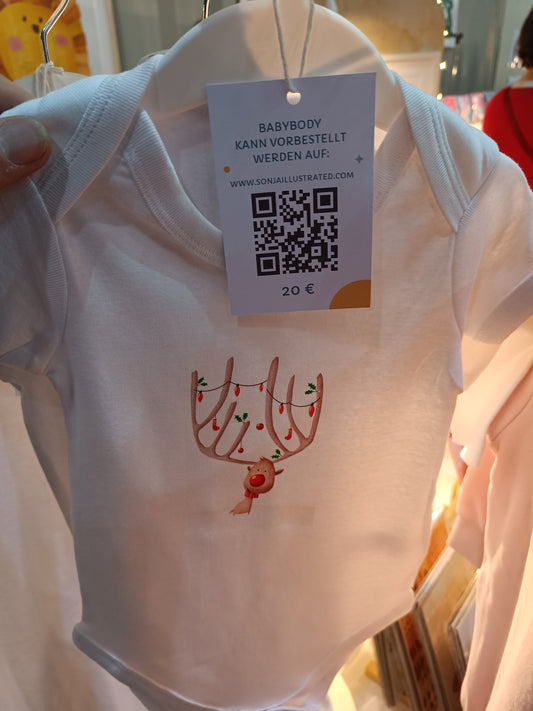 BABYBODY
KANN VORBESTELLT
WERDEN AUF:
WWW.SONJAILLUSTRATED.COM
20 €